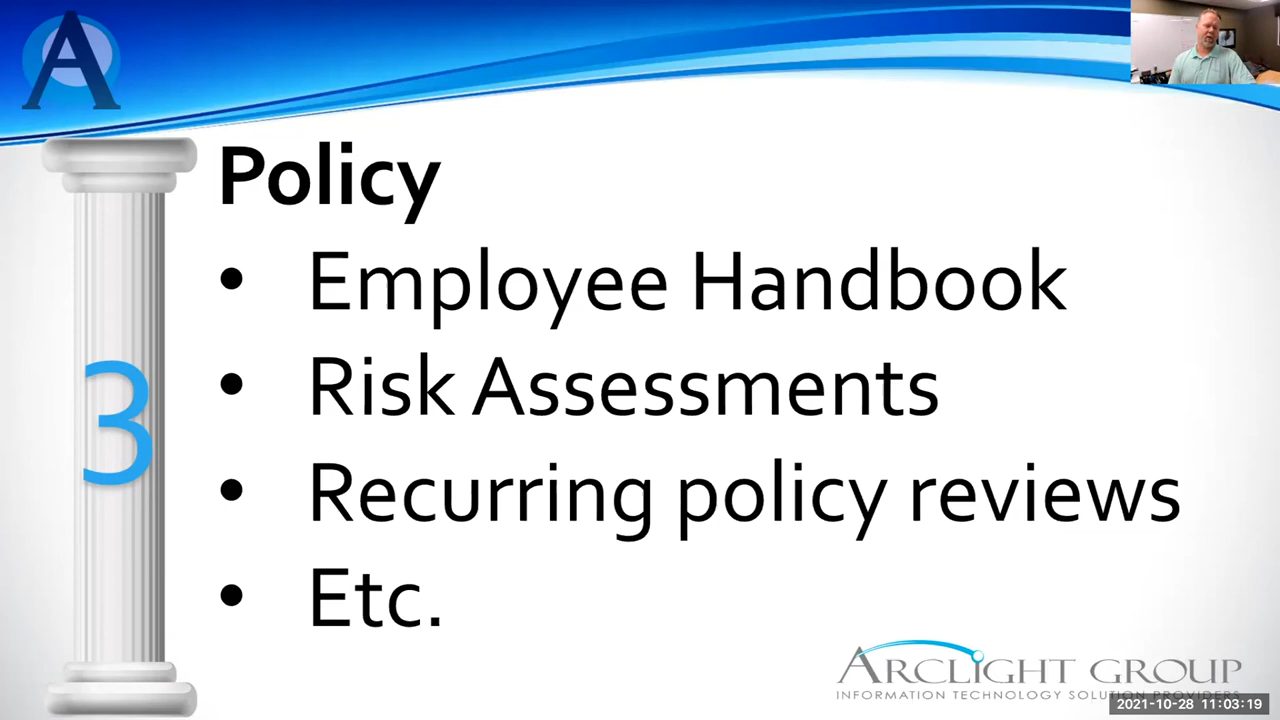 A
Policy
• Employee Handbook
• Risk Assessments
• Recurring policy reviews
• Etc.
3
ARCLIGHT GROUP
INFORMATION TECHNOLOGY SOLUTION PROVIDERS
2021-10-28 11:03:19